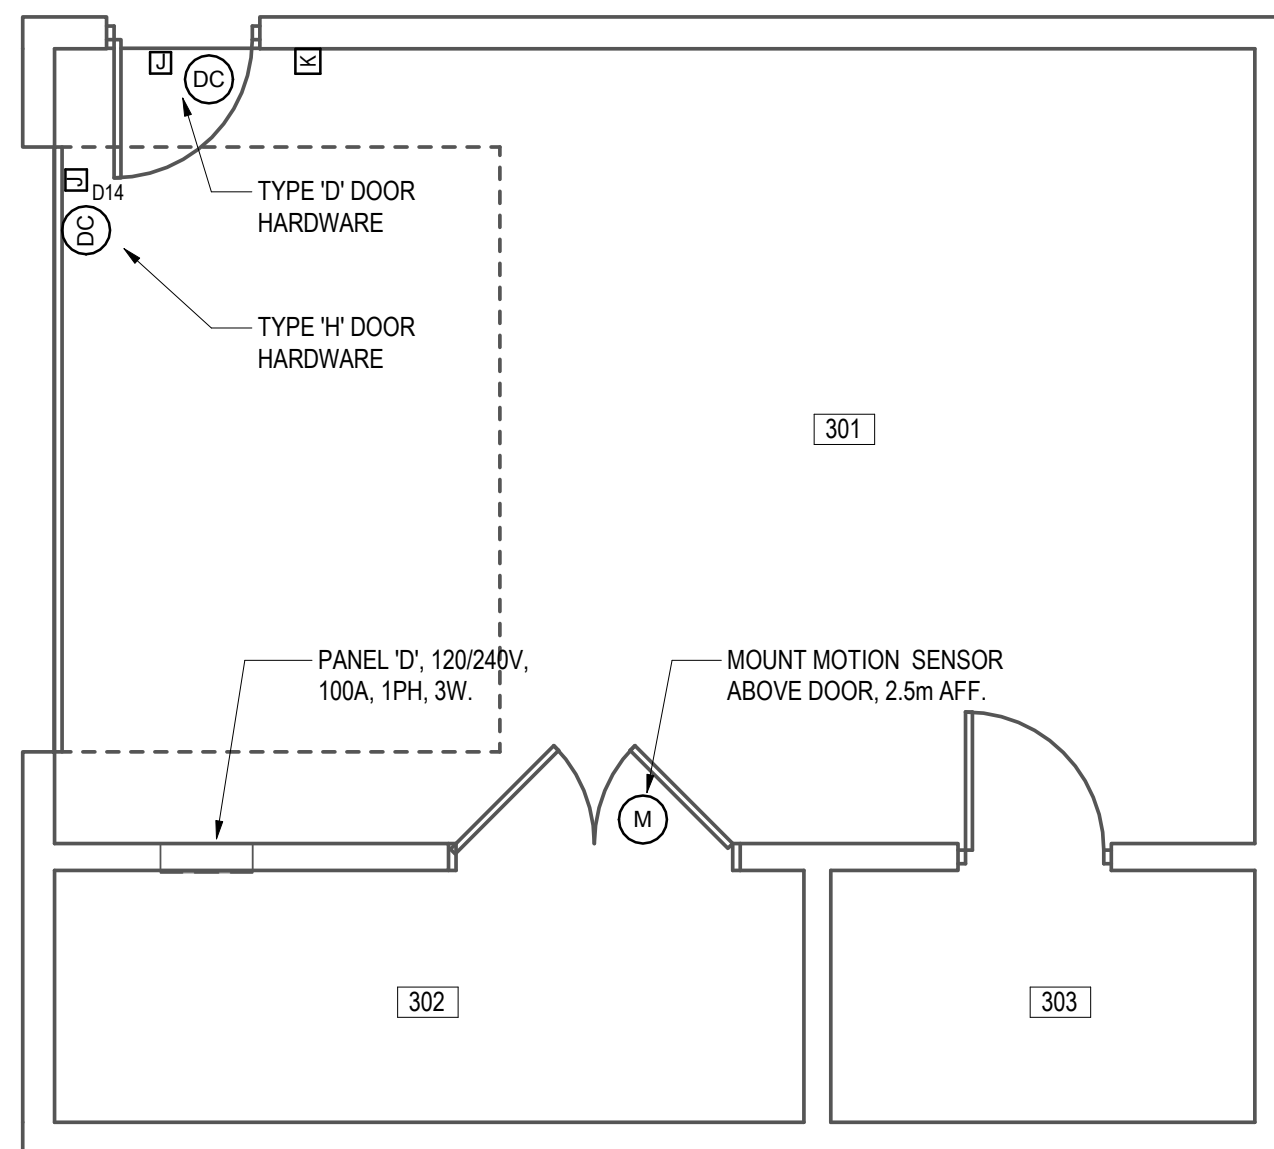 J
DC
K
J
D14
DC
TYPE 'D' DOOR
HARDWARE
TYPE 'H' DOOR
HARDWARE
301
PANEL 'D', 120/240V,
100A, 1PH, 3W.
MOUNT MOTION SENSOR
ABOVE DOOR, 2.5m AFF.
M
302
303